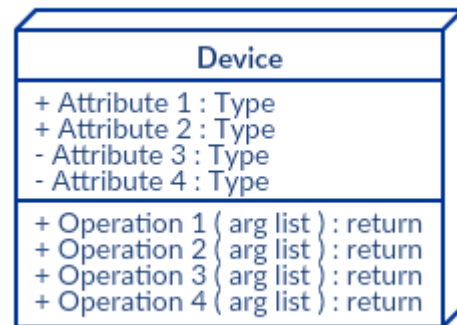 Device
+ Attribute 1 : Type
+ Attribute 2 : Type
- Attribute 3 : Type
- Attribute 4 : Type
+ Operation 1 ( arg list ) : return
+ Operation 2 ( arg list ) : return
+ Operation 3 ( arg list ) : return
+ Operation 4 ( arg list ) : return